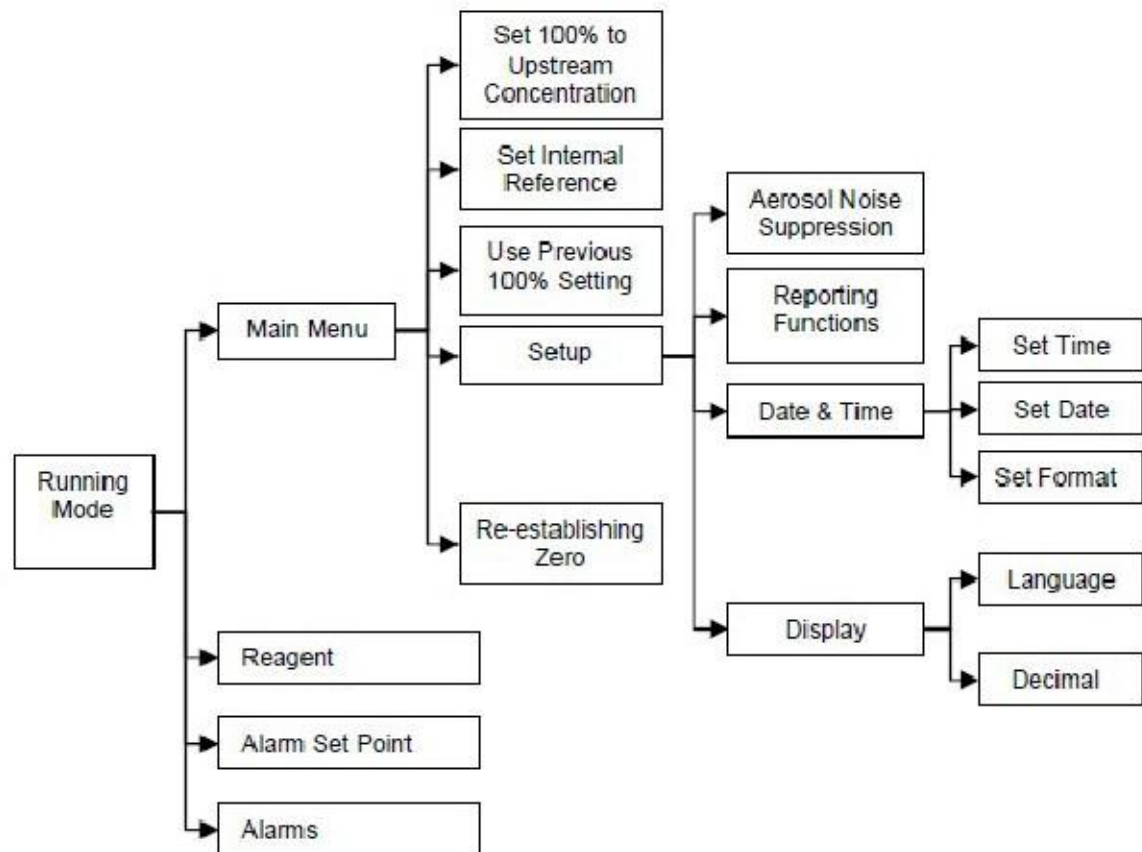 Set 100% to
Upstream
Concentration
Set Internal
Reference
Use Previous
100% Setting
Setup
Re-establishing
Zero
Aerosol Noise
Suppression
Reporting
Functions
Date & Time
Display
Set Time
Set Date
Set Format
Language
Decimal
Main Menu
Running
Mode
Reagent
Alarm Set Point
Alarms